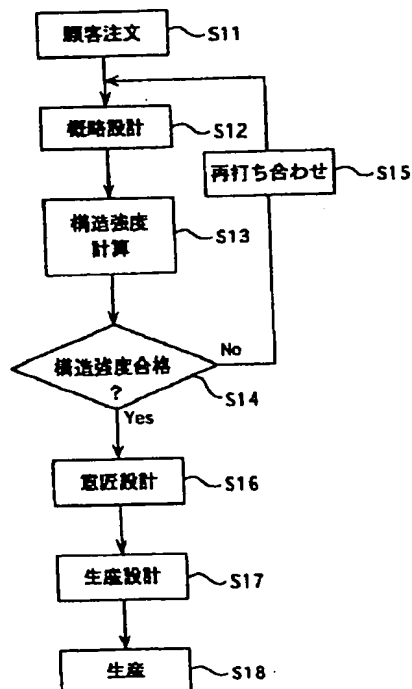 顧客注文
S11
概略設計
S12
再打ち合わせ
S15
構造強度
計算
S13
構造強度合格
?
No
S14
Yes
意匠設計
S16
生産設計
S17
生産
S18